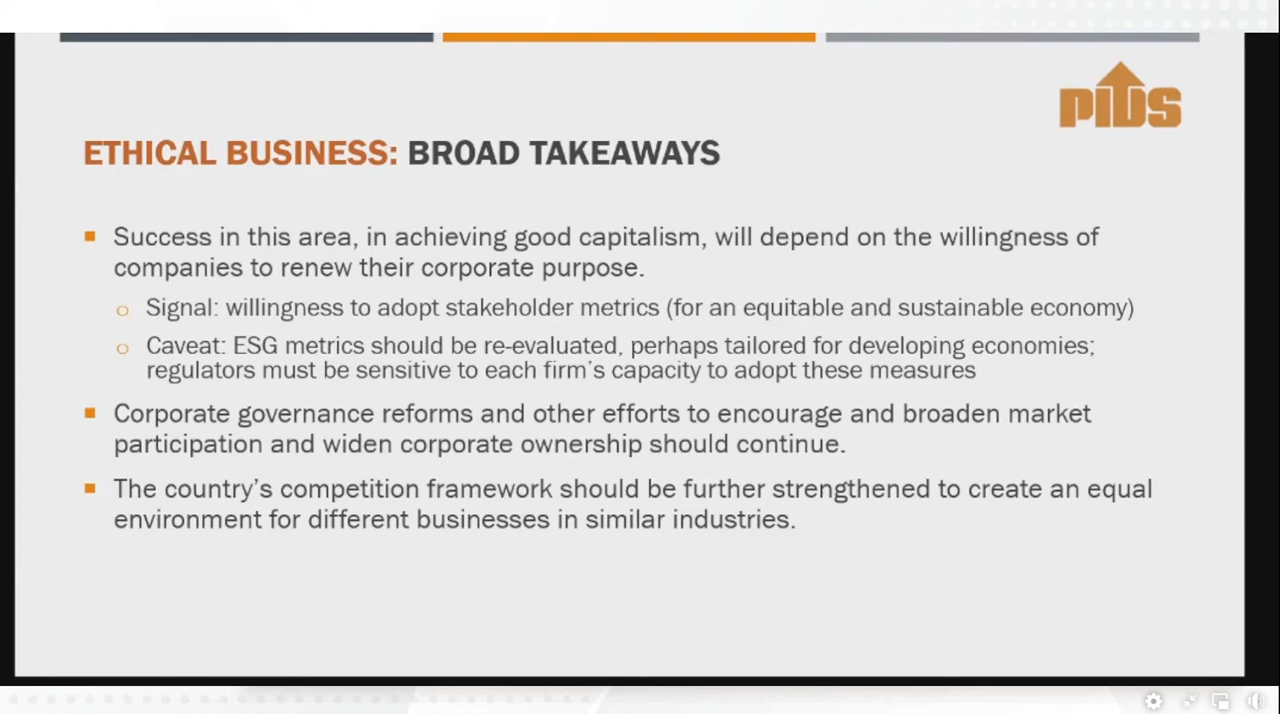 PIDS
ETHICAL BUSINESS: BROAD TAKEAWAYS
Success in this area, in achieving good capitalism, will depend on the willingness of
companies to renew their corporate purpose.
Signal: willingness to adopt stakeholder metrics (for an equitable and sustainable economy)
Caveat: ESG metrics should be re-evaluated, perhaps tailored for developing economies;
regulators must be sensitive to each firm's capacity to adopt these measures
Corporate governance reforms and other efforts to encourage and broaden market
participation and widen corporate ownership should continue.
The country's competition framework should be further strengthened to create an equal
environment for different businesses in similar industries.